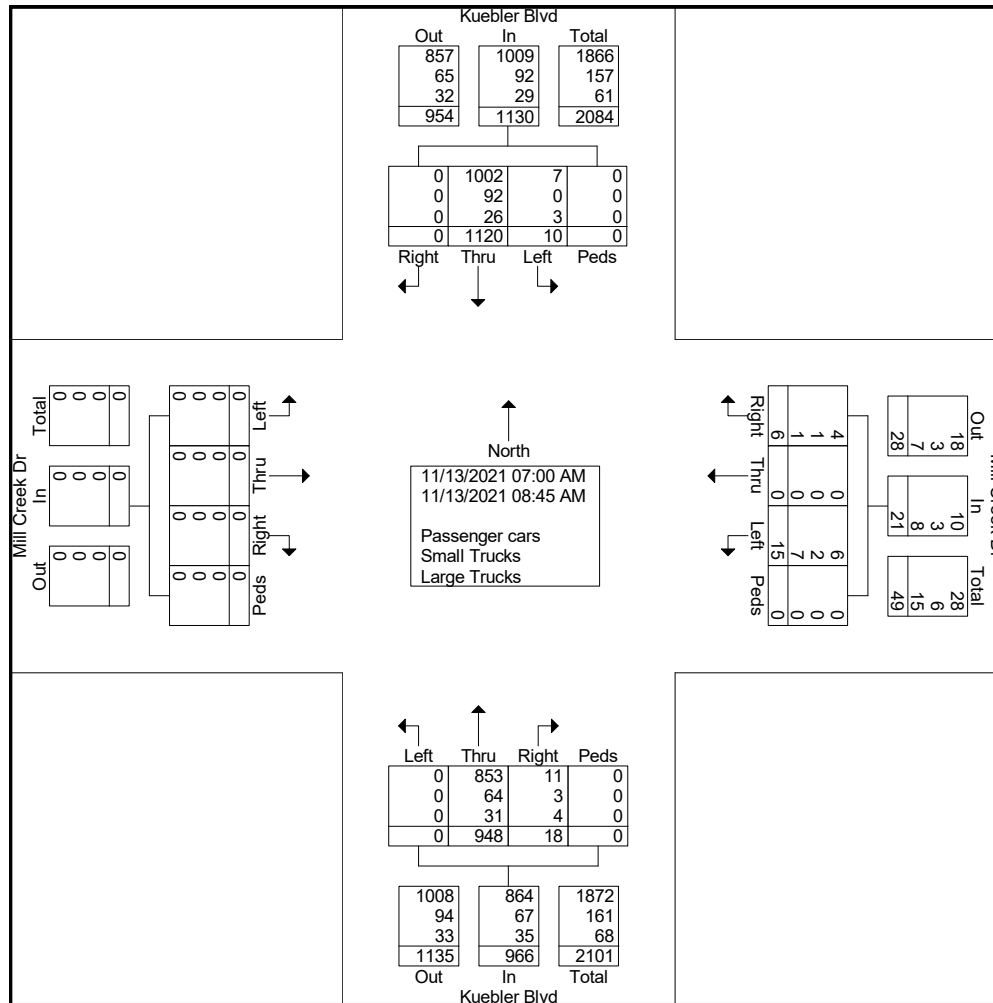 Kuebler Blvd
Out In Total
857 1009 1866
65 92 157
32 29 61
954 1130 2084
0 1002 7 0
0 92 0 0
0 26 3 0
0 1120 10 0
Right Thru Left Peds
Mill Creek Dr
Total In Out
0 0 0 0
0 0 0 0
0 0 0 0
Left Thru Right Peds
0 0 0 0
0 0 0 0
0 0 0 0
0 0 0 0
North
11/13/2021 07:00 AM
11/13/2021 08:45 AM
Passenger cars
Small Trucks
Large Trucks
Right Thru Left Peds
4 0 6 0
1 0 2 0
1 0 7 0
6 0 15 0
Out In Total
18 10 28
3 3 6
7 8 15
28 21 49
Left Thru Right Peds
0 853 11 0
0 64 3 0
0 31 4 0
0 948 18 0
1008 864 1872
94 67 161
33 35 68
1135 966 2101
Out In Total
Kuebler Blvd